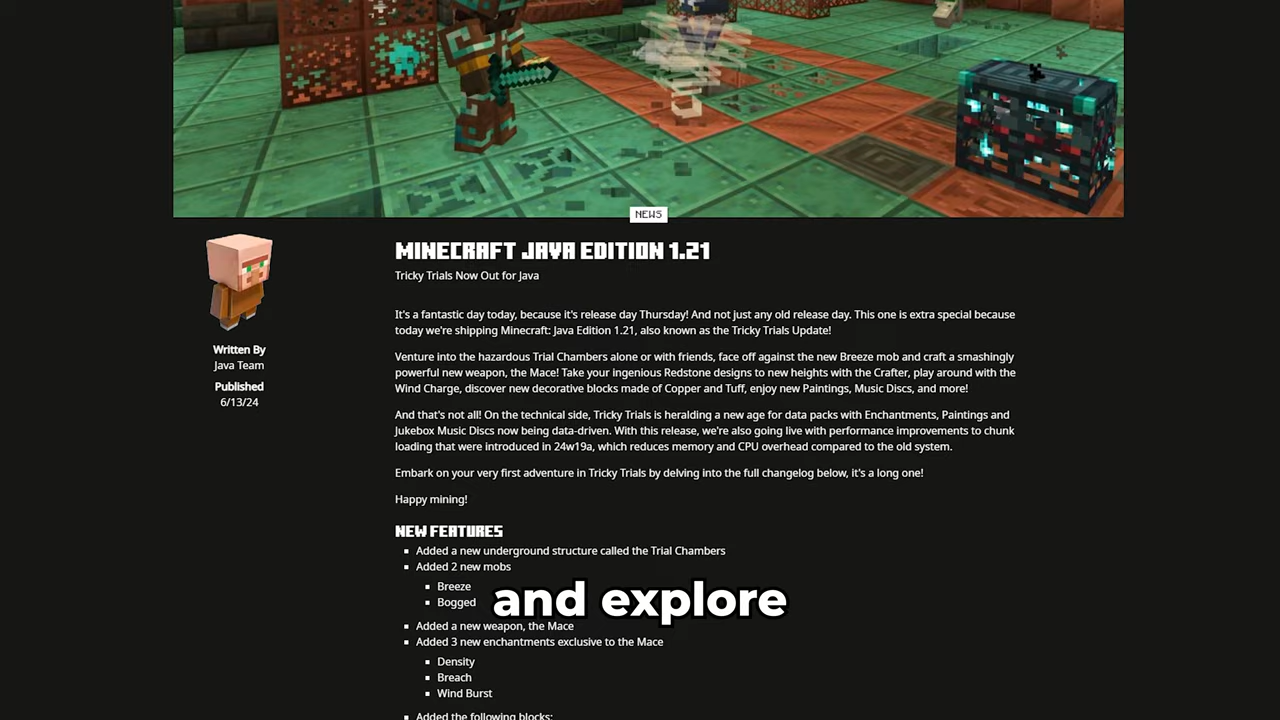 NEWS
MINECRAFT JAVA EDITION 1.21
Tricky Trials Now Out for Java
Written By
Java Team
Published
6/13/24
It's a fantastic day today, because it's release day Thursday! And not just any old release day. This one is extra special because
today we're shipping Minecraft: Java Edition 1.21, also known as the Tricky Trials Update!
Venture into the hazardous Trial Chambers alone or with friends, face off against the new Breeze mob and craft a smashingly
powerful new weapon, the Mace! Take your ingenious Redstone designs to new heights with the Crafter, play around with the
Wind Charge, discover new decorative blocks made of Copper and Tuff, enjoy new Paintings, Music Discs, and more!
And that's not all! On the technical side, Tricky Trials is heralding a new age for data packs with Enchantments, Paintings and
Jukebox Music Discs now being data-driven. With this release, we're also going live with performance improvements to chunk
loading that were introduced in 24w19a, which reduces memory and CPU overhead compared to the old system.
Embark on your very first adventure in Tricky Trials by delving into the full changelog below, it's a long one!
Happy mining!
NEW FEATURES
▪ Added a new underground structure called the Trial Chambers
▪ Added 2 new mobs
▪ Breeze
▪ Bogged
and explore
▪ Added a new weapon, the Mace
▪ Added 3 new enchantments exclusive to the Mace
▪ Density
▪ Breach
▪ Wind Burst
▪ Added the following blocks: